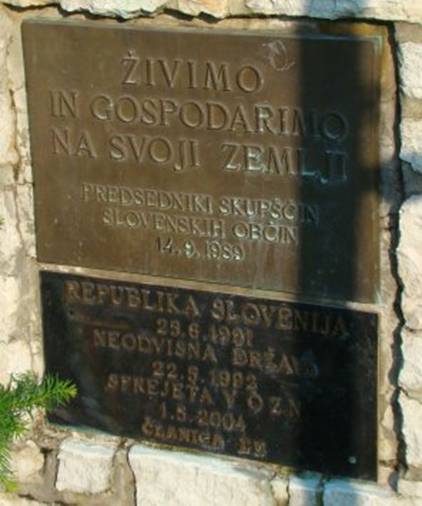 ŽIVIMO
IN GOSPODARIMO
NA SVOJI ZEMLJI
PREDSEDNIKI SKUPŠČIN
SLOVENSKIH OBČIN
14.9.1989
REPUBLIKA SLOVENIJA
25.6.1991
NEODVISNA DRŽAVA
22.5.1992
SPREJETA V OZN
1.5.2004
ČLANICA EU